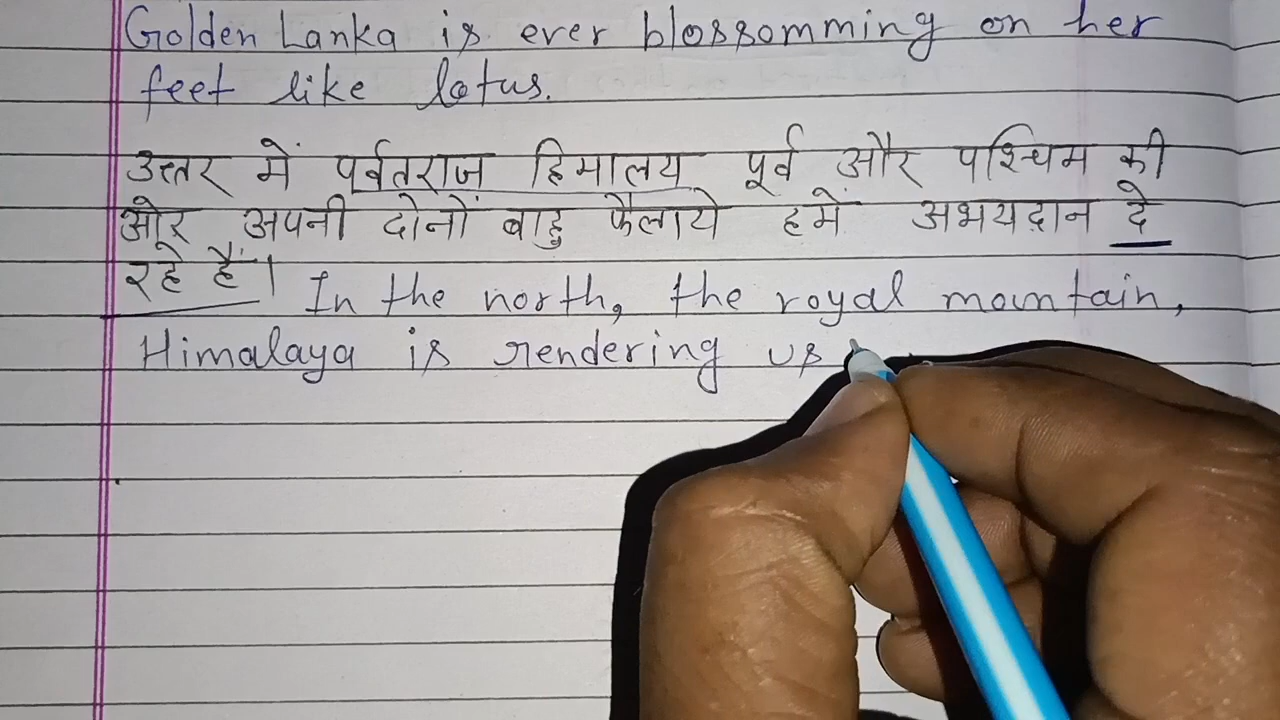 Golden Lanka is ever blossomming on her
feet like lotus.
उत्तर में पर्वतराज हिमालय पूर्व और पश्चिम की
ओर अपनी दोनों बाहु फैलाये हमें अभयदान दे
रहे हैं। In the north, the royal mountain,
Himalaya is rendering us